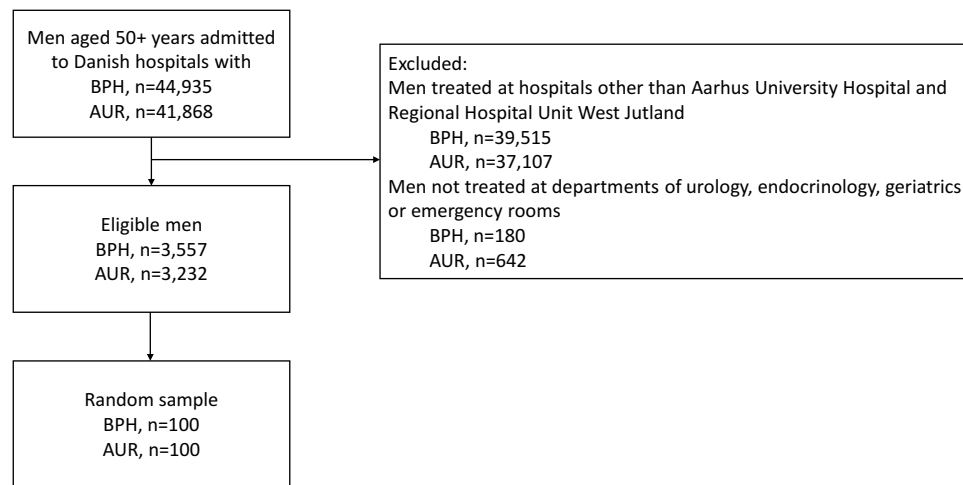 Men aged 50+ years admitted
to Danish hospitals with
BPH, n=44,935
AUR, n=41,868
Excluded:
Men treated at hospitals other than Aarhus University Hospital and
Regional Hospital Unit West Jutland
BPH, n=39,515
AUR, n=37,107
Men not treated at departments of urology, endocrinology, geriatrics
or emergency rooms
BPH, n=180
AUR, n=642
Eligible men
BPH, n=3,557
AUR, n=3,232
Random sample
BPH, n=100
AUR, n=100